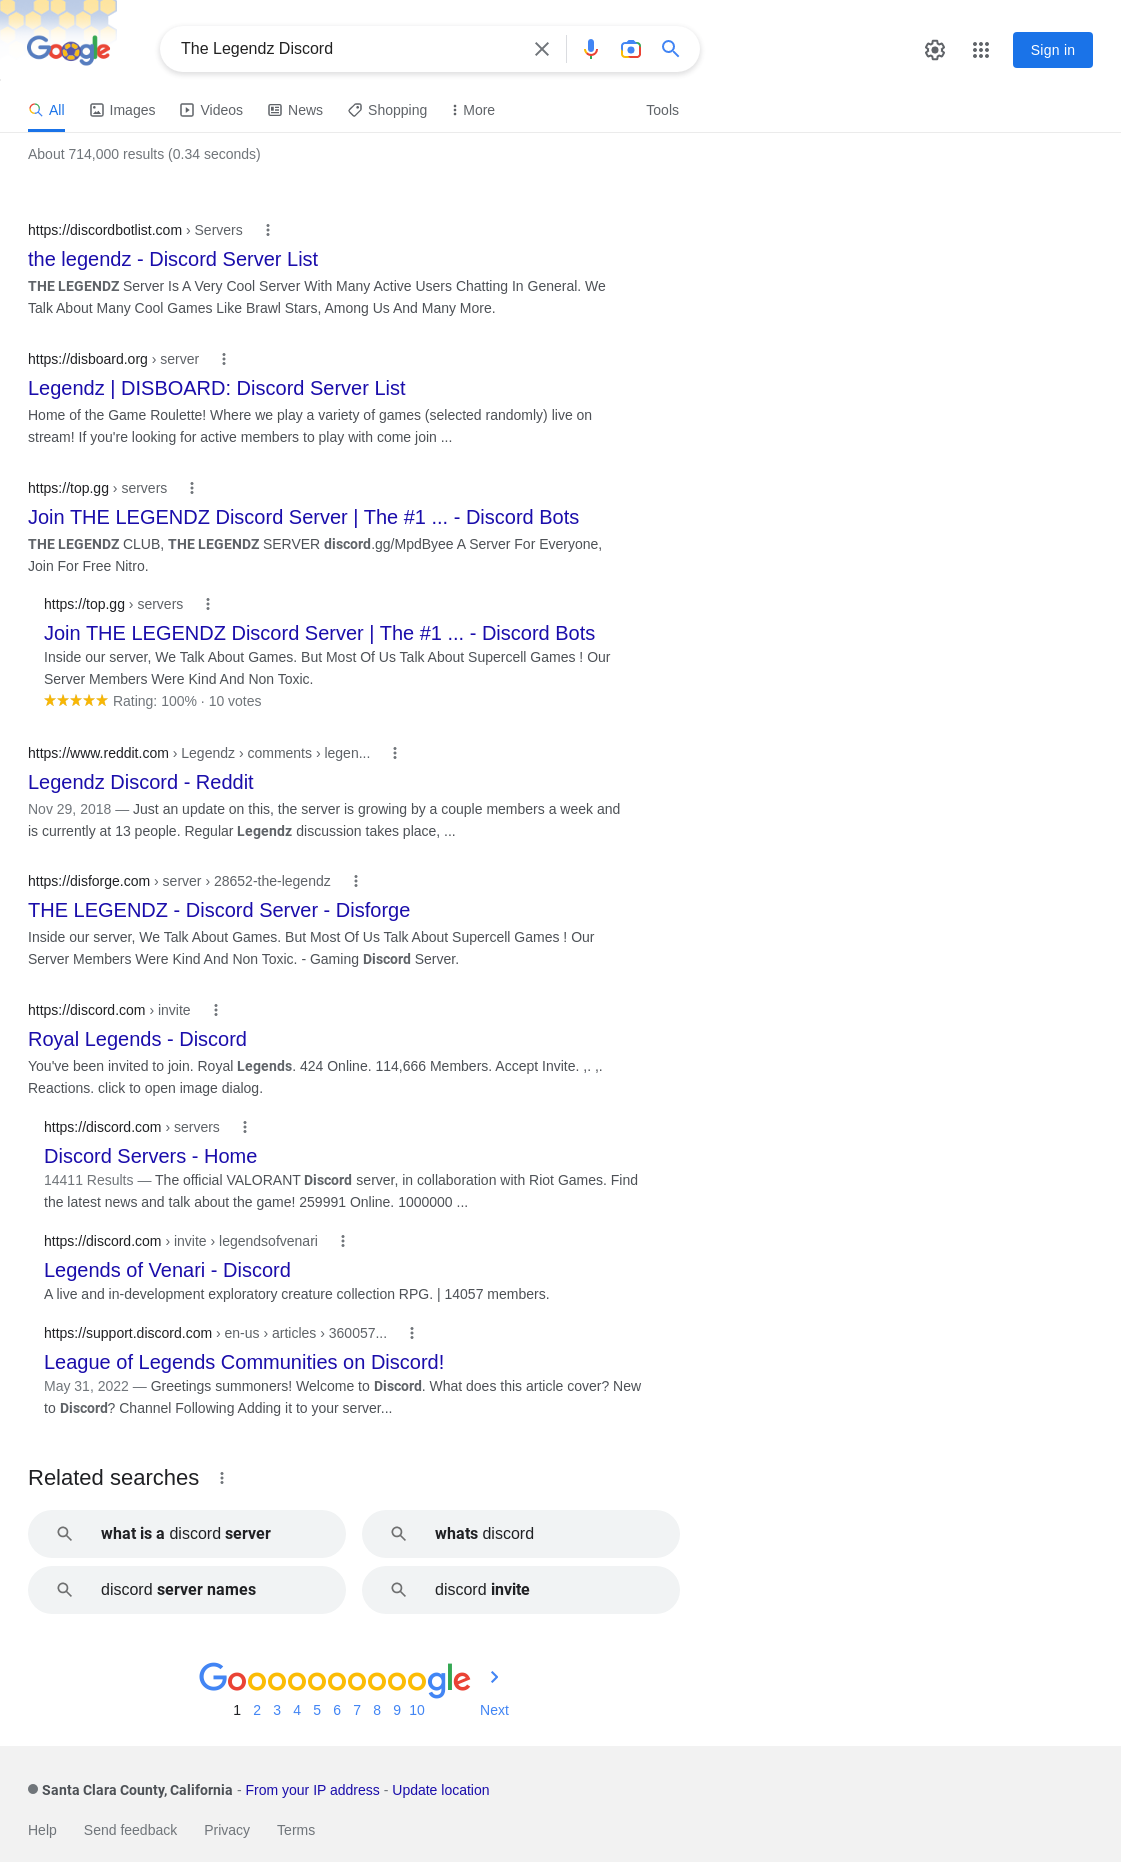 Google
The Legendz Discord
Sign in
All Images Videos News Shopping More Tools
About 714,000 results (0.34 seconds)
https://discordbotlist.com › Servers
the legendz - Discord Server List
THE LEGENDZ Server Is A Very Cool Server With Many Active Users Chatting In General. We
Talk About Many Cool Games Like Brawl Stars, Among Us And Many More.
https://disboard.org › server
Legendz | DISBOARD: Discord Server List
Home of the Game Roulette! Where we play a variety of games (selected randomly) live on
stream! If you're looking for active members to play with come join ...
https://top.gg › servers
Join THE LEGENDZ Discord Server | The #1 ... - Discord Bots
THE LEGENDZ CLUB, THE LEGENDZ SERVER discord.gg/MpdByee A Server For Everyone,
Join For Free Nitro.
https://top.gg › servers
Join THE LEGENDZ Discord Server | The #1 ... - Discord Bots
Inside our server, We Talk About Games. But Most Of Us Talk About Supercell Games ! Our
Server Members Were Kind And Non Toxic.
Rating: 100% · 10 votes
https://www.reddit.com › Legendz › comments › legen...
Legendz Discord - Reddit
Nov 29, 2018 — Just an update on this, the server is growing by a couple members a week and
is currently at 13 people. Regular Legendz discussion takes place, ...
https://disforge.com › server › 28652-the-legendz
THE LEGENDZ - Discord Server - Disforge
Inside our server, We Talk About Games. But Most Of Us Talk About Supercell Games ! Our
Server Members Were Kind And Non Toxic. - Gaming Discord Server.
https://discord.com › invite
Royal Legends - Discord
You've been invited to join. Royal Legends. 424 Online. 114,666 Members. Accept Invite. ,. ,.
Reactions. click to open image dialog.
https://discord.com › servers
Discord Servers - Home
14411 Results — The official VALORANT Discord server, in collaboration with Riot Games. Find
the latest news and talk about the game! 259991 Online. 1000000 ...
https://discord.com › invite › legendsofvenari
Legends of Venari - Discord
A live and in-development exploratory creature collection RPG. | 14057 members.
https://support.discord.com › en-us › articles › 360057...
League of Legends Communities on Discord!
May 31, 2022 — Greetings summoners! Welcome to Discord. What does this article cover? New
to Discord? Channel Following Adding it to your server...
Related searches
what is a discord server
whats discord
discord server names
discord invite
Goooooooooogle
1 2 3 4 5 6 7 8 9 10 Next
Santa Clara County, California - From your IP address - Update location
Help Send feedback Privacy Terms